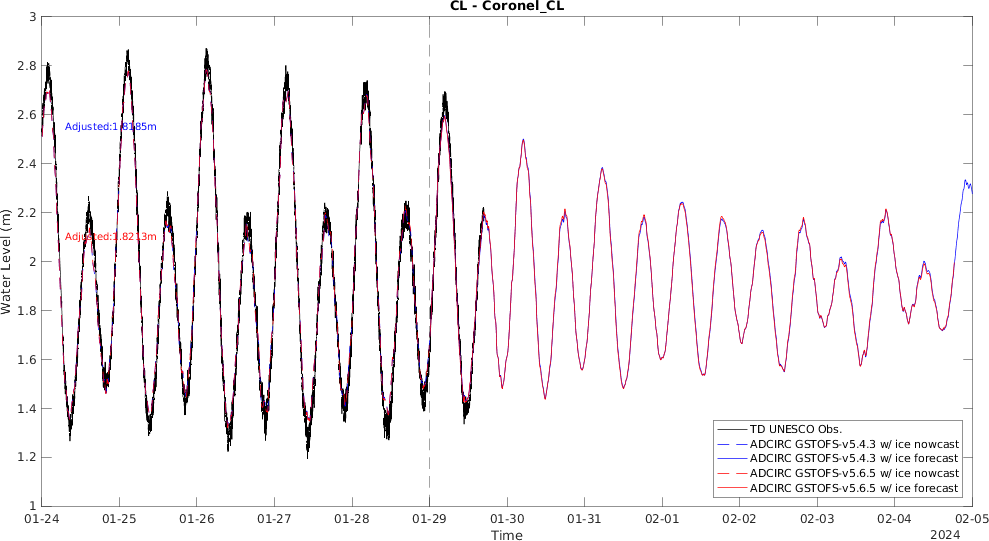 CL - Coronel_CL
3
2.8
2.6
2.4
2.2
2
1.8
1.6
1.4
1.2
1
Water Level (m)
Adjusted:1.8185m
Adjusted:1.8213m
TD UNESCO Obs.
ADCIRC GSTOFS-v5.4.3 w/ ice nowcast
ADCIRC GSTOFS-v5.4.3 w/ ice forecast
ADCIRC GSTOFS-v5.6.5 w/ ice nowcast
ADCIRC GSTOFS-v5.6.5 w/ ice forecast
01-24 01-25 01-26 01-27 01-28 01-29 01-30 01-31 02-01 02-02 02-03 02-04 02-05
Time
2024